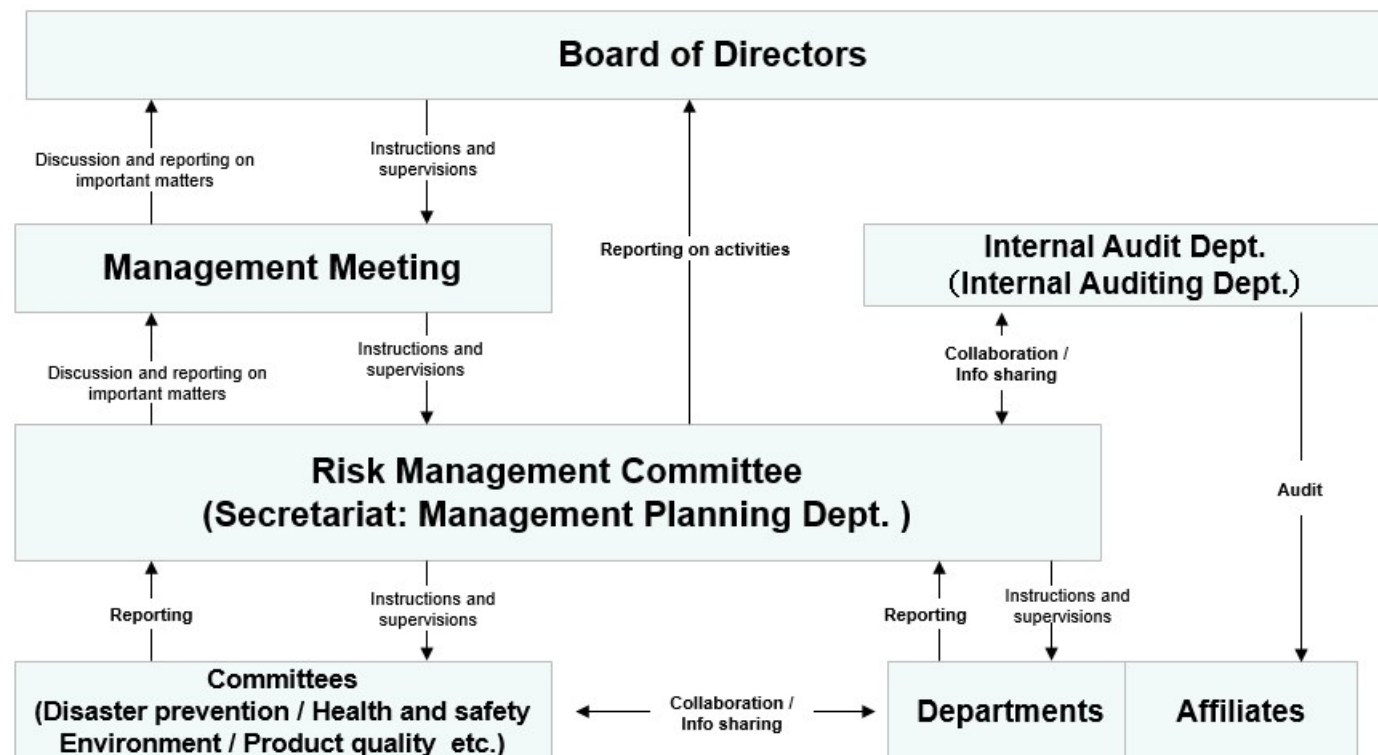 Board of Directors
Discussion and reporting on
important matters
Instructions and
supervisions
Reporting on activities
Management Meeting
Internal Audit Dept.
（Internal Auditing Dept.）
Discussion and reporting on
important matters
Instructions and
supervisions
Collaboration /
Info sharing
Audit
Risk Management Committee
(Secretariat: Management Planning Dept. )
Reporting
Instructions and
supervisions
Reporting
Instructions and
supervisions
Committees
(Disaster prevention / Health and safety
Environment / Product quality etc.)
Collaboration /
Info sharing
Departments
Affiliates